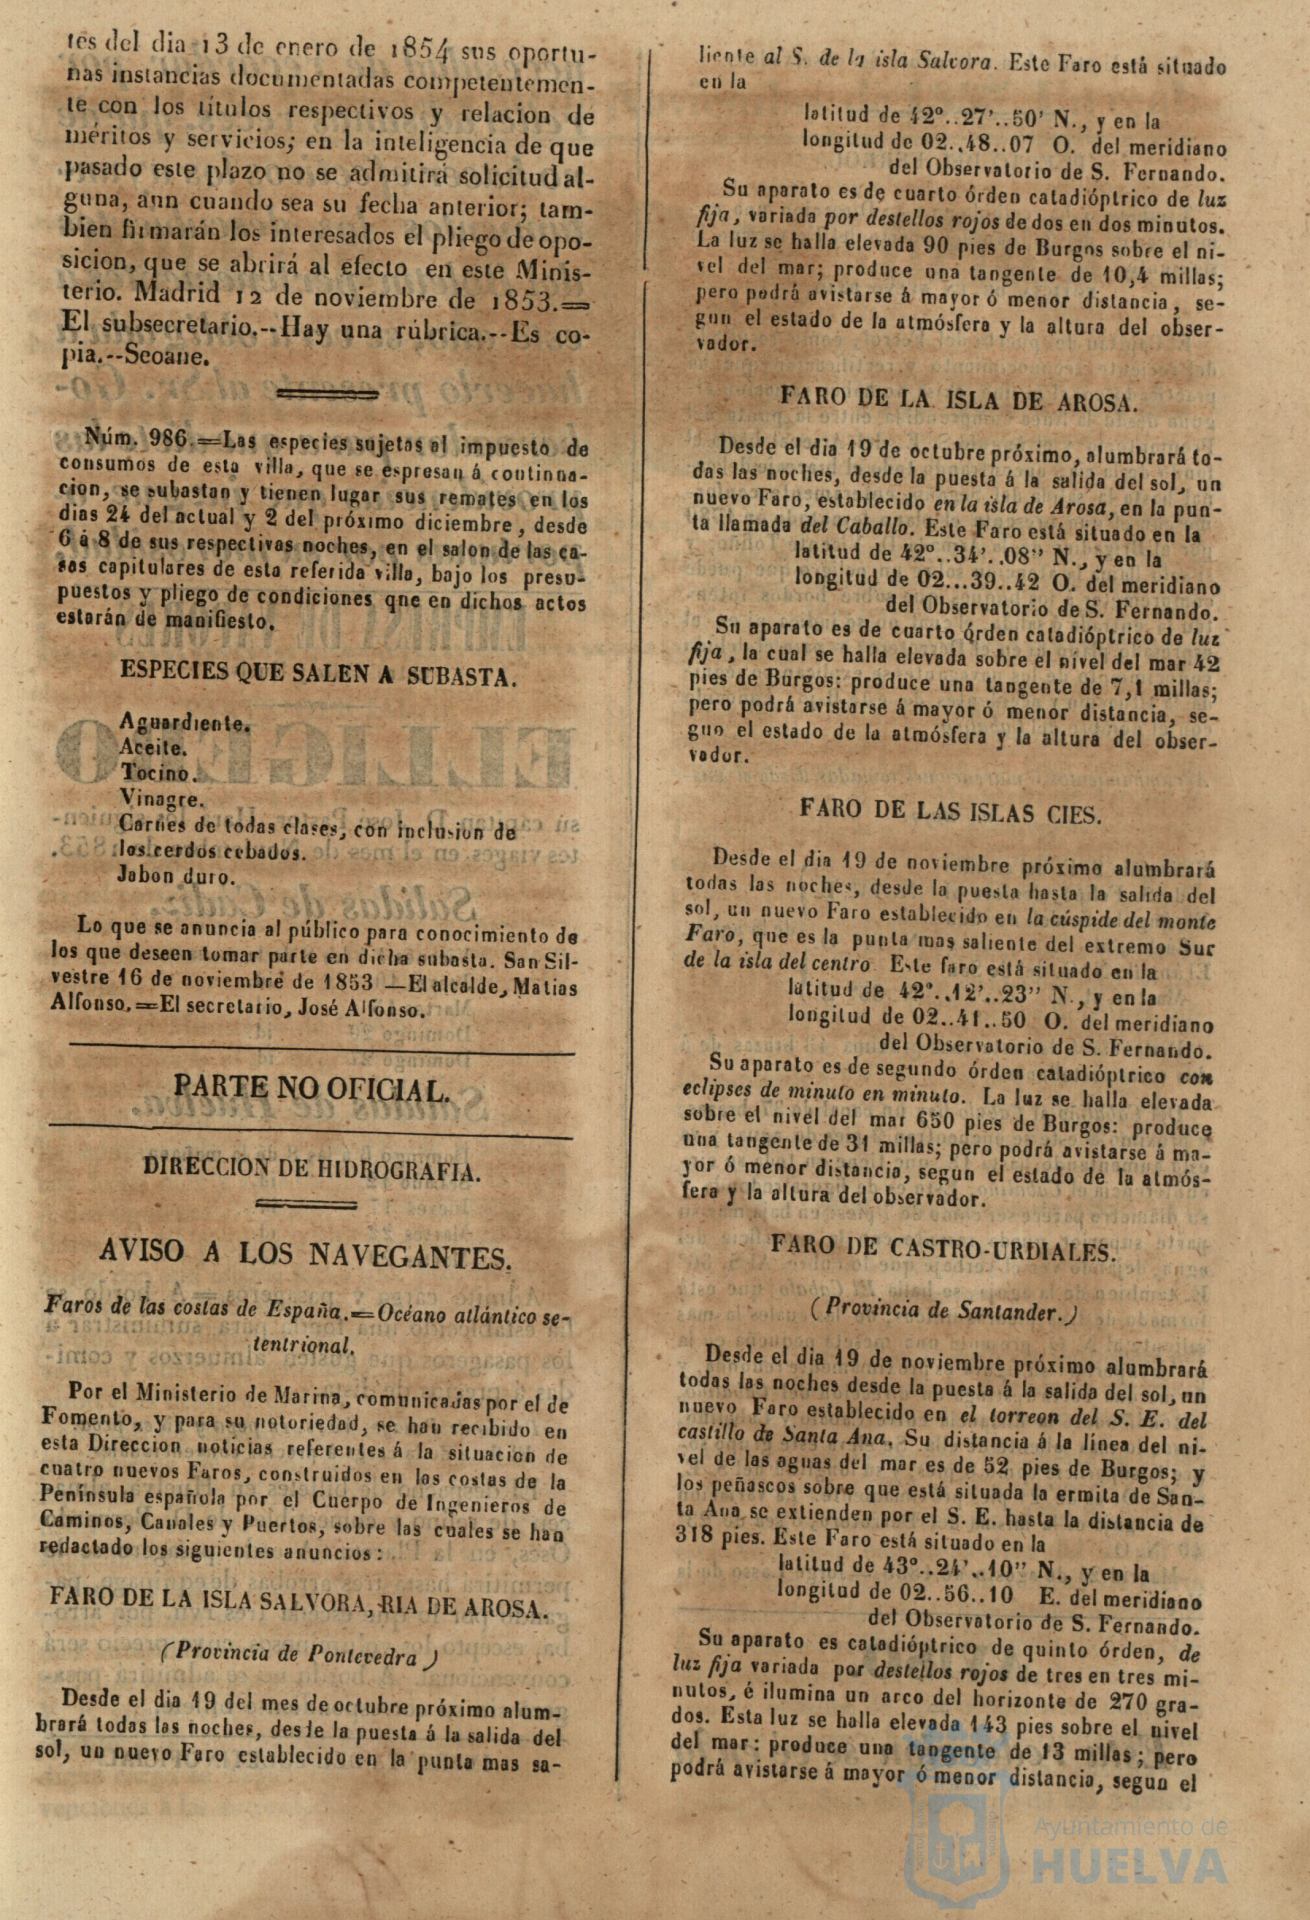 tes del dia 13 de enero de 1854 sus oportu-
nas instancias documentadas competentemen-
te con los títulos respectivos y relacion de
méritos y servicios; en la inteligencia de que
pasado este plazo no se admitirá solicitud al-
guna, aun cuando sea su fecha anterior; tam-
bien firmarán los interesados el pliego de opo-
sicion, que se abrirá al efecto en este Minis-
terio. Madrid 12 de noviembre de 1853.=
El subsecretario.--Hay una rúbrica.--Es co-
pia.--Seoane.
Núm. 986.=Las especies sujetas al impuesto de
consumos de esta villa, que se espresan á continna-
cion, se subastan y tienen lugar sus remates en los
dias 24 del actual y 2 del próximo diciembre, desde
6 á 8 de sus respectivas noches, en el salon de las ca-
sas capitulares de esta referida villa, bajo los presu-
puestos y pliego de condiciones qne en dichos actos
estarán de manifiesto.
ESPECIES QUE SALEN A SUBASTA.
Aguardiente.
Aceite.
Tocino.
Vinagre.
Carnes de todas clases, con inclusion de
los cerdos cebados.
Jabon duro.
Lo que se anuncia al público para conocimiento de
los que deseen tomar parte en dicha subasta. San Sil-
vestre 16 de noviembre de 1853 —El alcalde, Matias
Alfonso.=El secretario, José Alfonso.
PARTE NO OFICIAL.
DIRECCION DE HIDROGRAFIA.
AVISO A LOS NAVEGANTES.
Faros de las costas de España.=Océano atlántico se-
tentrional.
Por el Ministerio de Marina, comunicadas por el de
Fomento, y para su notoriedad, se han recibido en
esta Direccion noticias referentes á la situacion de
cuatro nuevos Faros, construidos en las costas de la
Península española por el Cuerpo de Ingenieros de
Caminos, Canales y Puertos, sobre las cuales se han
redactado los siguientes anuncios:
FARO DE LA ISLA SALVORA, RIA DE AROSA.
(Provincia de Pontevedra)
Desde el dia 19 del mes de octubre próximo alum-
brará todas las noches, desde la puesta á la salida del
sol, un nuevo Faro establecido en la punta mas sa-
liente al S. de la isla Salvora. Este Faro está situado
en la
latitud de 42º..27'..50' N., y en la
longitud de 02..48..07 O. del meridiano
del Observatorio de S. Fernando.
Su aparato es de cuarto órden catadióptrico de luz
fija, variada por destellos rojos de dos en dos minutos.
La luz se halla elevada 90 pies de Burgos sobre el ni-
vel del mar; produce una tangente de 10,4 millas;
pero podrá avistarse á mayor ó menor distancia, se-
gun el estado de la atmósfera y la altura del obser-
vador.
FARO DE LA ISLA DE AROSA.
Desde el dia 19 de octubre próximo, alumbrará to-
das las noches, desde la puesta á la salida del sol, un
nuevo Faro, establecido en la isla de Arosa, en la pun-
ta llamada del Caballo. Este Faro está situado en la
latitud de 42º..34'..08'' N., y en la
longitud de 02...39..42 O. del meridiano
del Observatorio de S. Fernando.
Su aparato es de cuarto órden catadióptrico de luz
fija, la cual se halla elevada sobre el nivel del mar 42
pies de Burgos: produce una tangente de 7,1 millas;
pero podrá avistarse á mayor ó menor distancia, se-
guo el estado de la atmósfera y la altura del obser-
vador.
FARO DE LAS ISLAS CIES.
Desde el dia 19 de noviembre próximo alumbrará
todas las noches, desde la puesta hasta la salida del
sol, un nuevo Faro establecido en la cúspide del monte
Faro, que es la punta mas saliente del extremo Sur
de la isla del centro. Este faro está situado en la
latitud de 42º..12'..23'' N., y en la
longitud de 02..41..50 O. del meridiano
del Observatorio de S. Fernando.
Su aparato es de segundo órden catadióptrico con
eclipses de minuto en minuto. La luz se halla elevada
sobre el nivel del mar 650 pies de Burgos: produce
una tangente de 31 millas; pero podrá avistarse á ma-
yor ó menor distancia, segun el estado de la atmós-
fera y la altura del observador.
FARO DE CASTRO-URDIALES.
(Provincia de Santander.)
Desde el dia 19 de noviembre próximo alumbrará
todas las noches desde la puesta á la salida del sol, un
nuevo Faro establecido en el torreon del S. E. del
castillo de Santa Ana. Su distancia á la línea del ni-
vel de las aguas del mar es de 52 pies de Burgos; y
los peñascos sobre que está situada la ermita de San-
ta Ana se extienden por el S. E. hasta la distancia de
318 pies. Este Faro está situado en la
latitud de 43º..24'..10'' N., y en la
longitud de 02..56..10 E. del meridiano
del Observatorio de S. Fernando.
Su aparato es catadióptrico de quinto órden, de
luz fija variada por destellos rojos de tres en tres mi-
nutos, é ilumina un arco del horizonte de 270 gra-
dos. Esta luz se halla elevada 143 pies sobre el nivel
del mar: produce una tangente de 13 millas; pero
podrá avistarse á mayor ó menor distancia, segun el
Ayuntamiento de
HUELVA